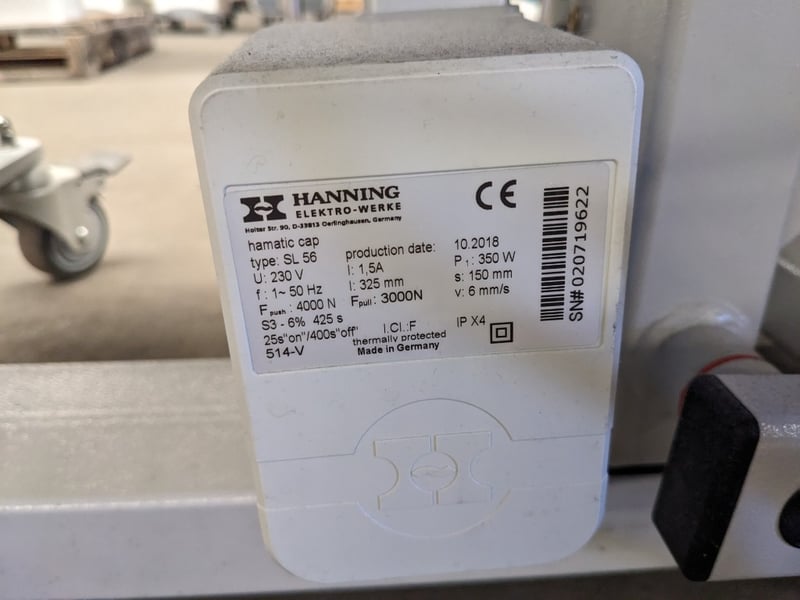 HANNING
ELEKTRO-WERKE
Holter Str. 90, D-33813 Oerlinghausen, Germany
CE
hamatic cap
type: SL 56 production date: 10.2018
U: 230 V I: 1,5A P1: 350 W
f : 1~ 50 Hz l: 325 mm s: 150 mm
Fpush : 4000 N Fpull : 3000N v: 6 mm/s
S3 - 6% 425 s
25s"on"/400s"off" I.Cl.:F IP X4
514-V thermally protected
Made in Germany
SN# 020719622